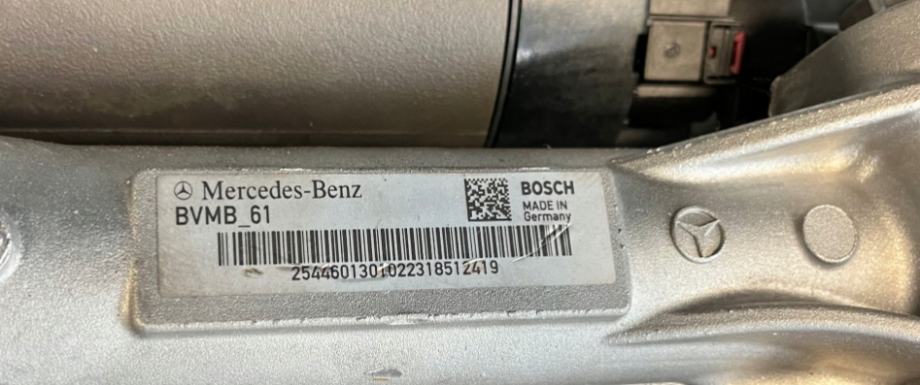 Mercedes-Benz
BVMB_61
BOSCH
MADE IN
Germany
2544601301022318512419